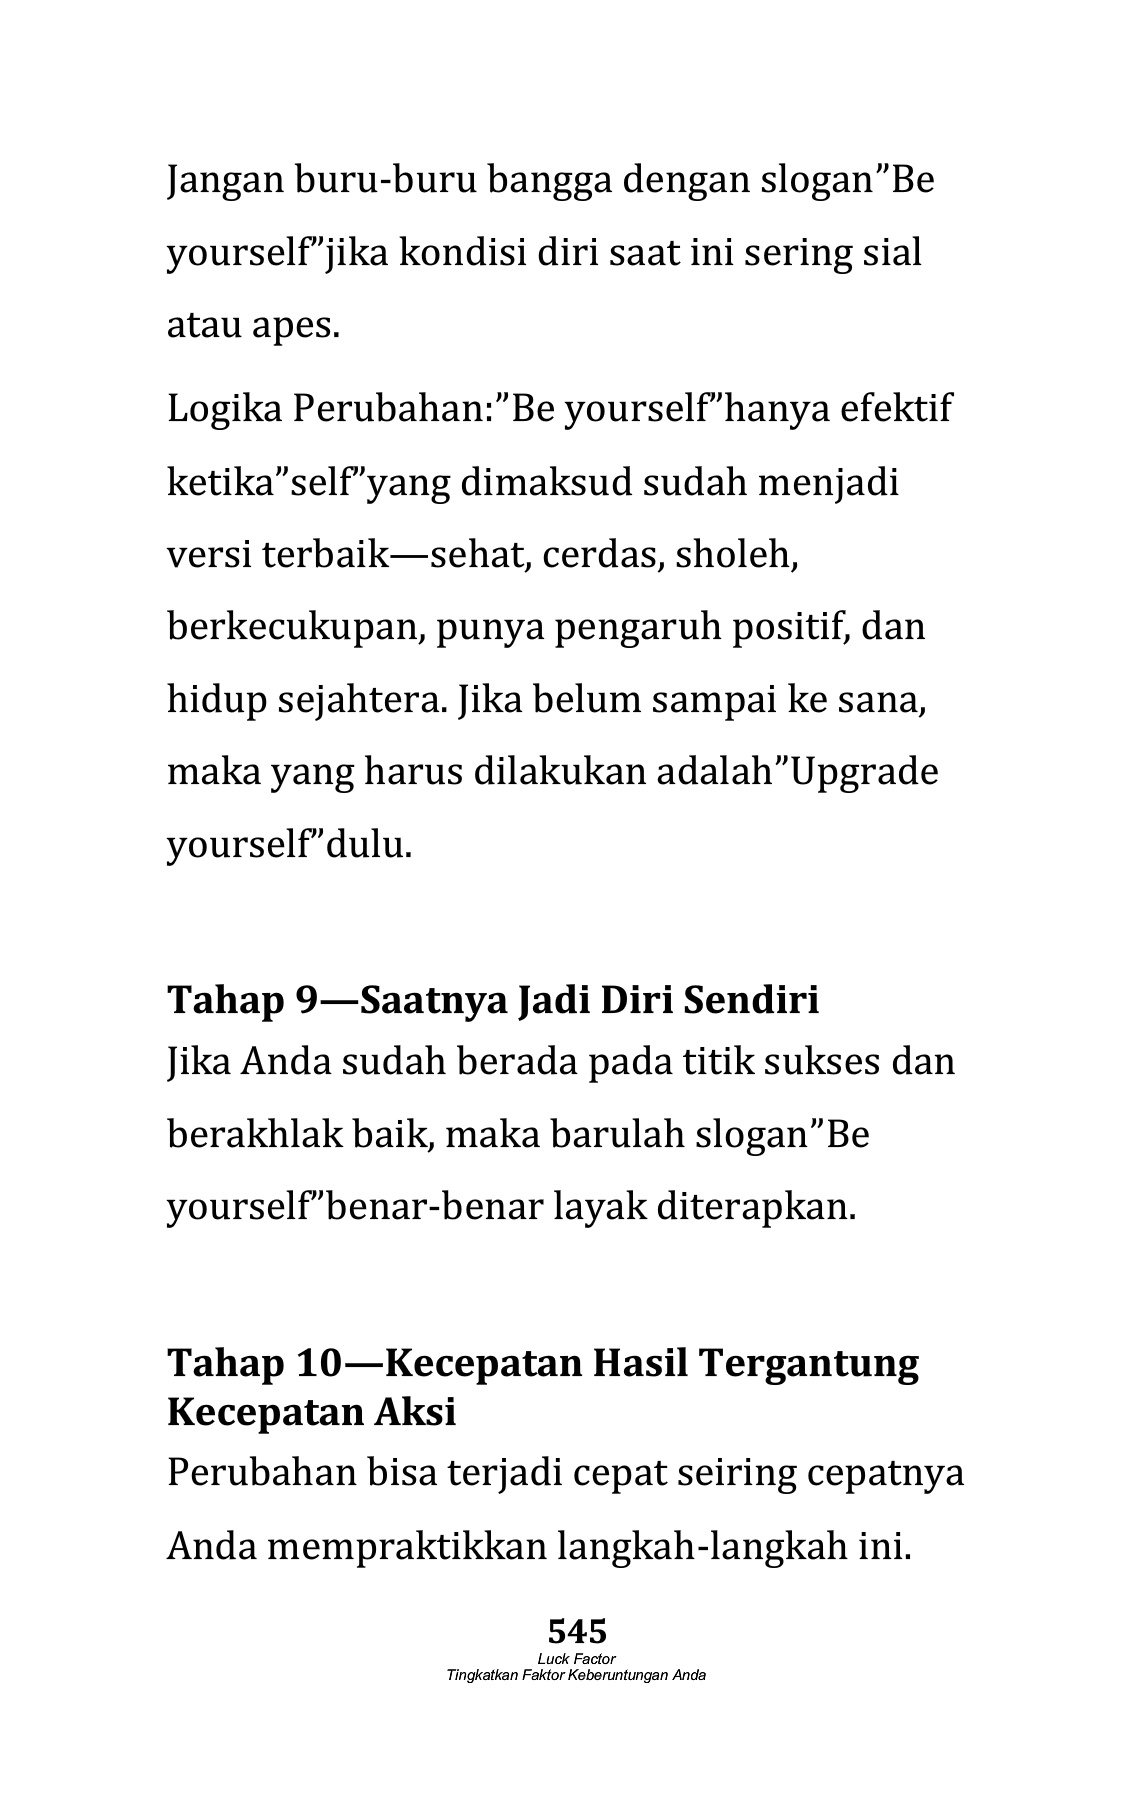 Jangan buru-buru bangga dengan slogan”Be
yourself”jika kondisi diri saat ini sering sial
atau apes.
Logika Perubahan:”Be yourself”hanya efektif
ketika”self”yang dimaksud sudah menjadi
versi terbaik—sehat, cerdas, sholeh,
berkecukupan, punya pengaruh positif, dan
hidup sejahtera. Jika belum sampai ke sana,
maka yang harus dilakukan adalah”Upgrade
yourself”dulu.
Tahap 9—Saatnya Jadi Diri Sendiri
Jika Anda sudah berada pada titik sukses dan
berakhlak baik, maka barulah slogan”Be
yourself”benar-benar layak diterapkan.
Tahap 10—Kecepatan Hasil Tergantung
Kecepatan Aksi
Perubahan bisa terjadi cepat seiring cepatnya
Anda mempraktikkan langkah-langkah ini.
545
Luck Factor
Tingkatkan Faktor Keberuntungan Anda